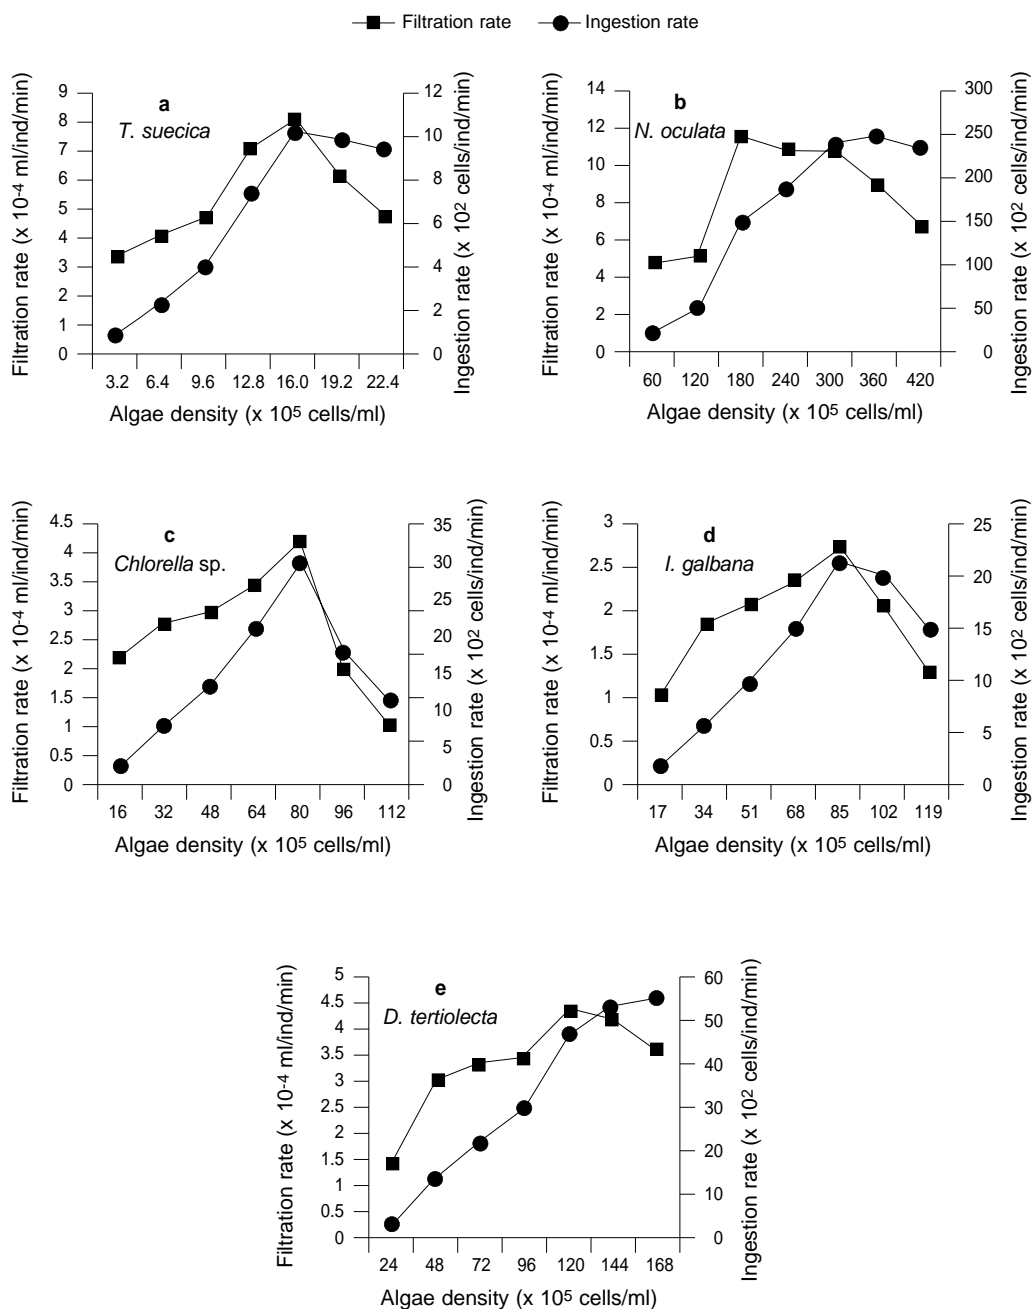 Filtration rate Ingestion rate
a
T. suecica
Filtration rate (x 10-4 ml/ind/min)
9
8
7
6
5
4
3
2
1
0
12
10
8
6
4
2
0
Ingestion rate (x 102 cells/ind/min)
3.2 6.4 9.6 12.8 16.0 19.2 22.4
Algae density (x 105 cells/ml)
b
N. oculata
Filtration rate (x 10-4 ml/ind/min)
14
12
10
8
6
4
2
0
300
250
200
150
100
50
0
Ingestion rate (x 102 cells/ind/min)
60 120 180 240 300 360 420
Algae density (x 105 cells/ml)
c
Chlorella sp.
Filtration rate (x 10-4 ml/ind/min)
4.5
4
3.5
3
2.5
2
1.5
1
0.5
0
35
30
25
20
15
10
5
0
Ingestion rate (x 102 cells/ind/min)
16 32 48 64 80 96 112
Algae density (x 105 cells/ml)
d
I. galbana
Filtration rate (x 10-4 ml/ind/min)
3
2.5
2
1.5
1
0.5
0
25
20
15
10
5
0
Ingestion rate (x 102 cells/ind/min)
17 34 51 68 85 102 119
Algae density (x 105 cells/ml)
e
D. tertiolecta
Filtration rate (x 10-4 ml/ind/min)
5
4.5
4
3.5
3
2.5
2
1.5
1
0.5
0
60
50
40
30
20
10
0
Ingestion rate (x 102 cells/ind/min)
24 48 72 96 120 144 168
Algae density (x 105 cells/ml)